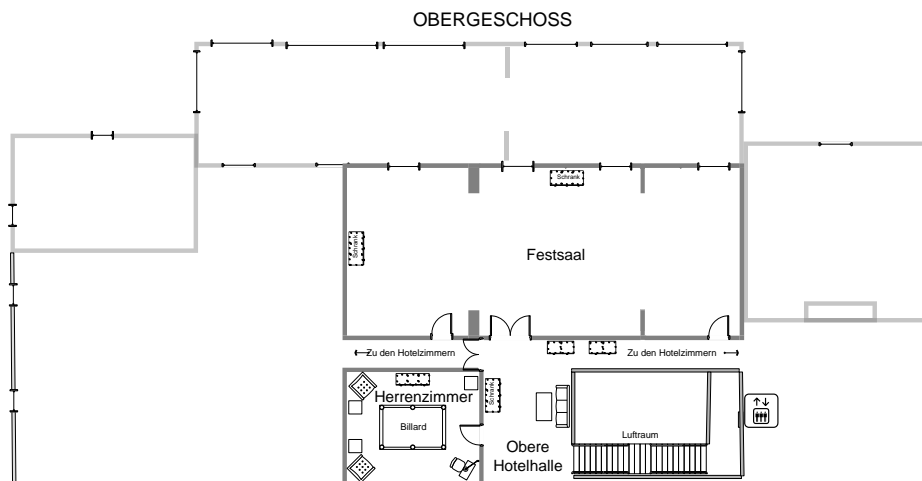 OBERGESCHOSS
Schrank
Schrank
Festsaal
Zu den Hotelzimmern
Zu den Hotelzimmern
Herrenzimmer
Schrank
Billard
Obere
Hotelhalle
Luftraum